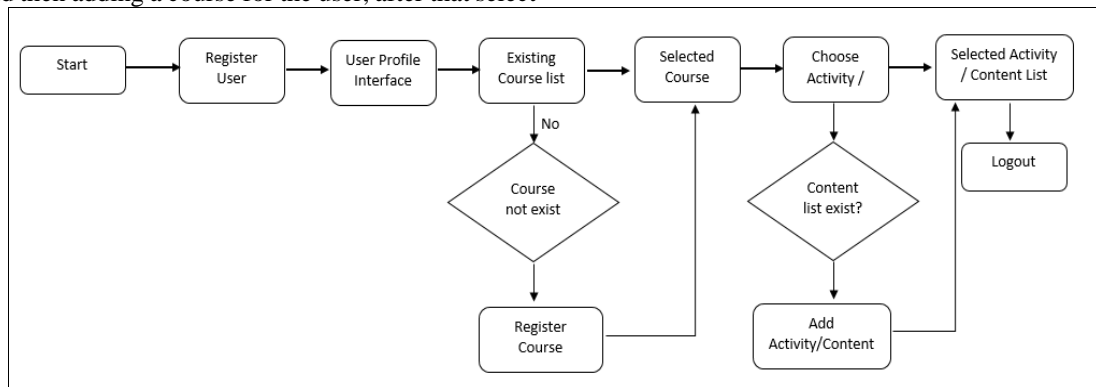 then adding a course for the user, after that select
Start
Register
User
User Profile
Interface
Existing
Course list
Selected
Course
Choose
Activity /
Selected Activity
/ Content List
No
Logout
Course
not exist
Content
list exist?
Register
Course
Add
Activity/Content